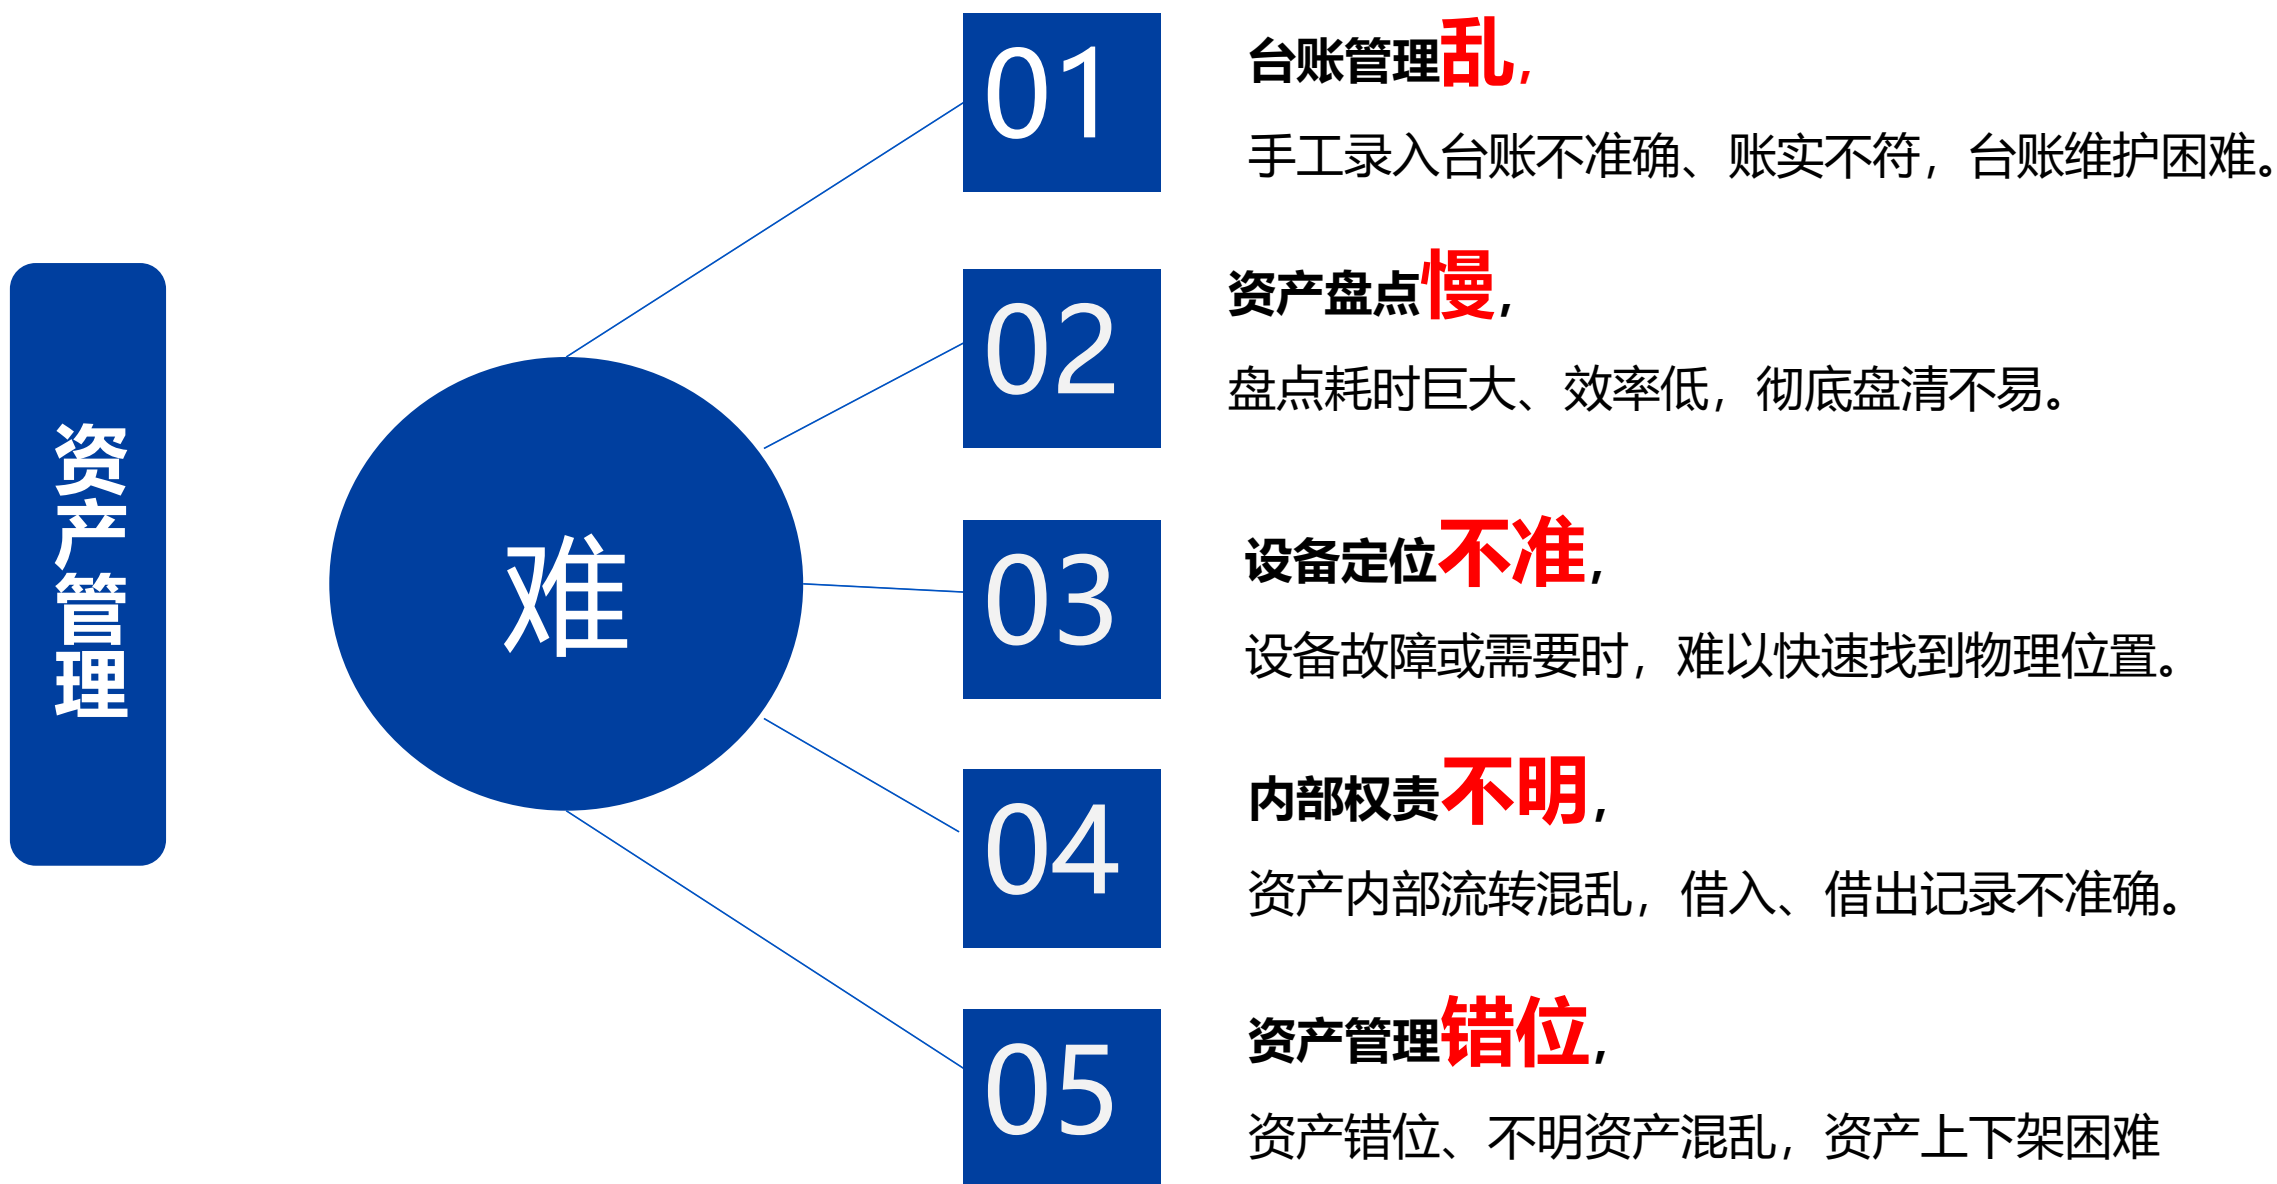 资产管理
难
01
台账管理乱，
手工录入台账不准确、账实不符，台账维护困难。
02
资产盘点慢，
盘点耗时巨大、效率低，彻底盘清不易。
03
设备定位不准，
设备故障或需要时，难以快速找到物理位置。
04
内部权责不明，
资产内部流转混乱，借入、借出记录不准确。
05
资产管理错位，
资产错位、不明资产混乱，资产上下架困难